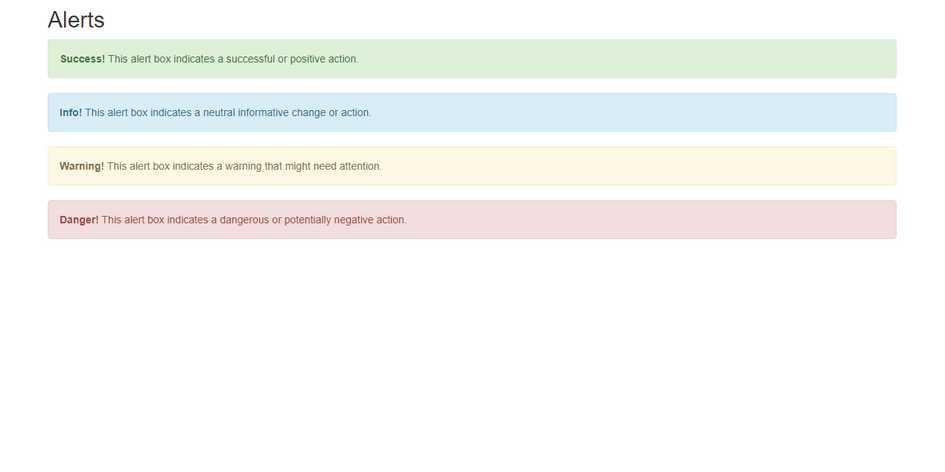 Alerts
Success! This alert box indicates a successful or positive action.
Info! This alert box indicates a neutral informative change or action.
Warning! This alert box indicates a warning that might need attention.
Danger! This alert box indicates a dangerous or potentially negative action.